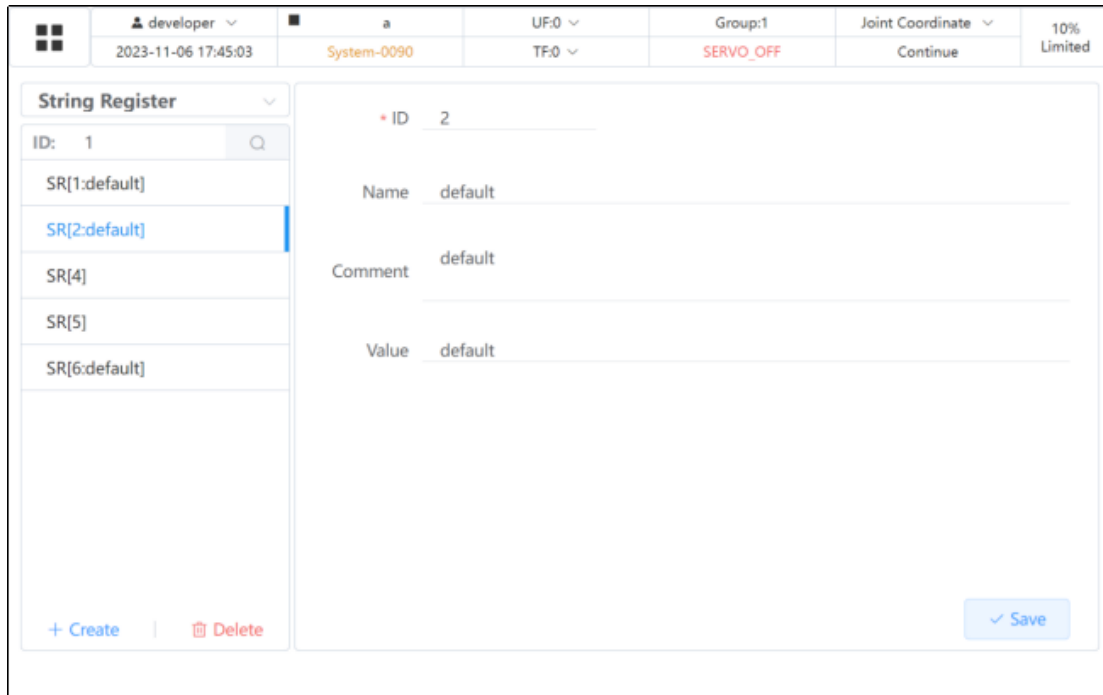 developer
a
UF:0
Group:1
Joint Coordinate
10%
Limited
2023-11-06 17:45:03
System-0090
TF:0
SERVO_OFF
Continue
String Register
ID: 1
SR[1:default]
SR[2:default]
SR[4]
SR[5]
SR[6:default]
+ Create
Delete
* ID 2
Name default
Comment default
Value default
Save